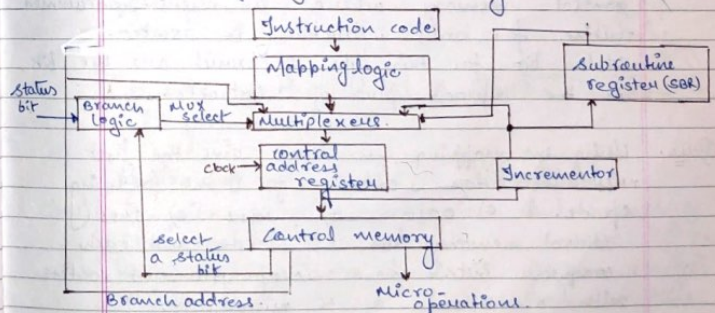 Instruction code
Mapping logic
Subroutine
register (SBR)
Status
bit
Branch
logic
MUX
select
Multiplexers.
Clock
Control
address
register
Incrementor
Control memory
select
a status
bit
Branch address.
Micro-
operations.